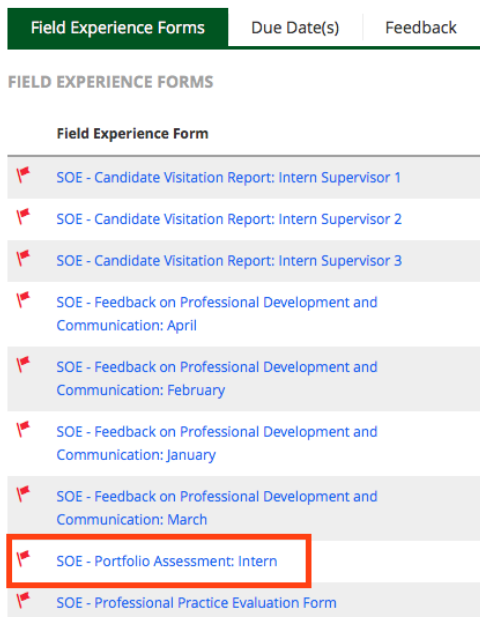 Field Experience Forms Due Date(s) Feedback
FIELD EXPERIENCE FORMS
Field Experience Form
SOE - Candidate Visitation Report: Intern Supervisor 1
SOE - Candidate Visitation Report: Intern Supervisor 2
SOE - Candidate Visitation Report: Intern Supervisor 3
SOE - Feedback on Professional Development and
Communication: April
SOE - Feedback on Professional Development and
Communication: February
SOE - Feedback on Professional Development and
Communication: January
SOE - Feedback on Professional Development and
Communication: March
SOE - Portfolio Assessment: Intern
SOE - Professional Practice Evaluation Form